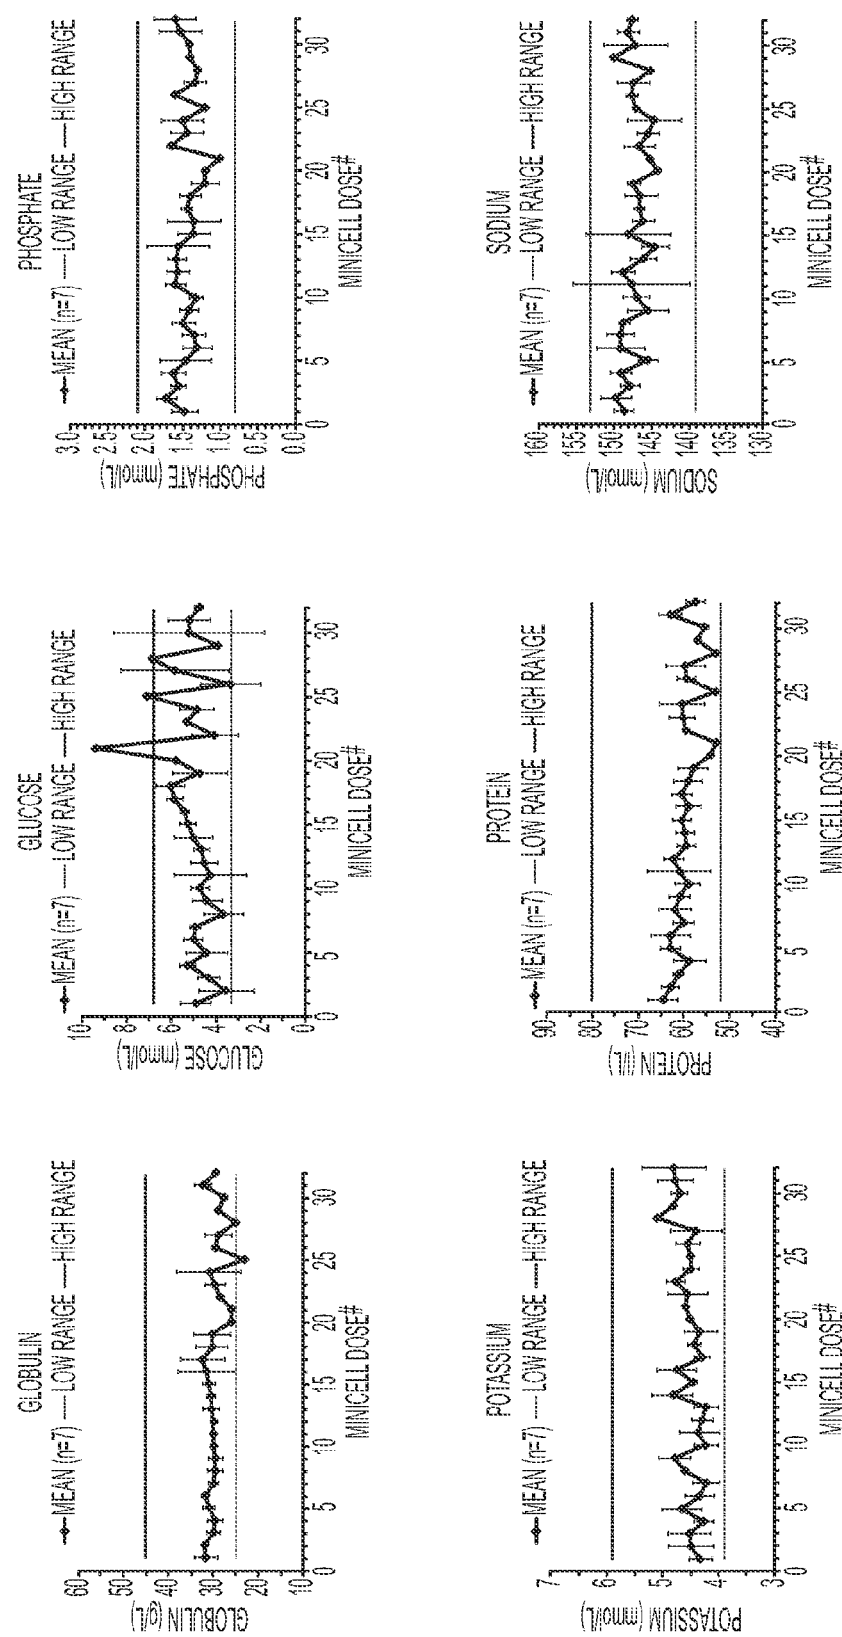 GLOBULIN
MEAN (n=7) LOW RANGE HIGH RANGE
GLOBULIN (g/L)
60
50
40
30
20
10
0 5 10 15 20 25 30
MINICELL DOSE#
GLUCOSE
MEAN (n=7) LOW RANGE HIGH RANGE
GLUCOSE (mmol/L)
10
8
6
4
2
0
0 5 10 15 20 25 30
MINICELL DOSE#
PHOSPHATE
MEAN (n=7) LOW RANGE HIGH RANGE
PHOSPHATE (mmol/L)
3.0
2.5
2.0
1.5
1.0
0.5
0.0
0 5 10 15 20 25 30
MINICELL DOSE#
POTASSIUM
MEAN (n=7) LOW RANGE HIGH RANGE
POTASSIUM (mmol/L)
7
6
5
4
3
0 5 10 15 20 25 30
MINICELL DOSE#
PROTEIN
MEAN (n=7) LOW RANGE HIGH RANGE
PROTEIN (l/L)
90
80
70
60
50
40
0 5 10 15 20 25 30
MINICELL DOSE#
SODIUM
MEAN (n=7) LOW RANGE HIGH RANGE
SODIUM (mmol/L)
160
155
150
145
140
135
130
0 5 10 15 20 25 30
MINICELL DOSE#